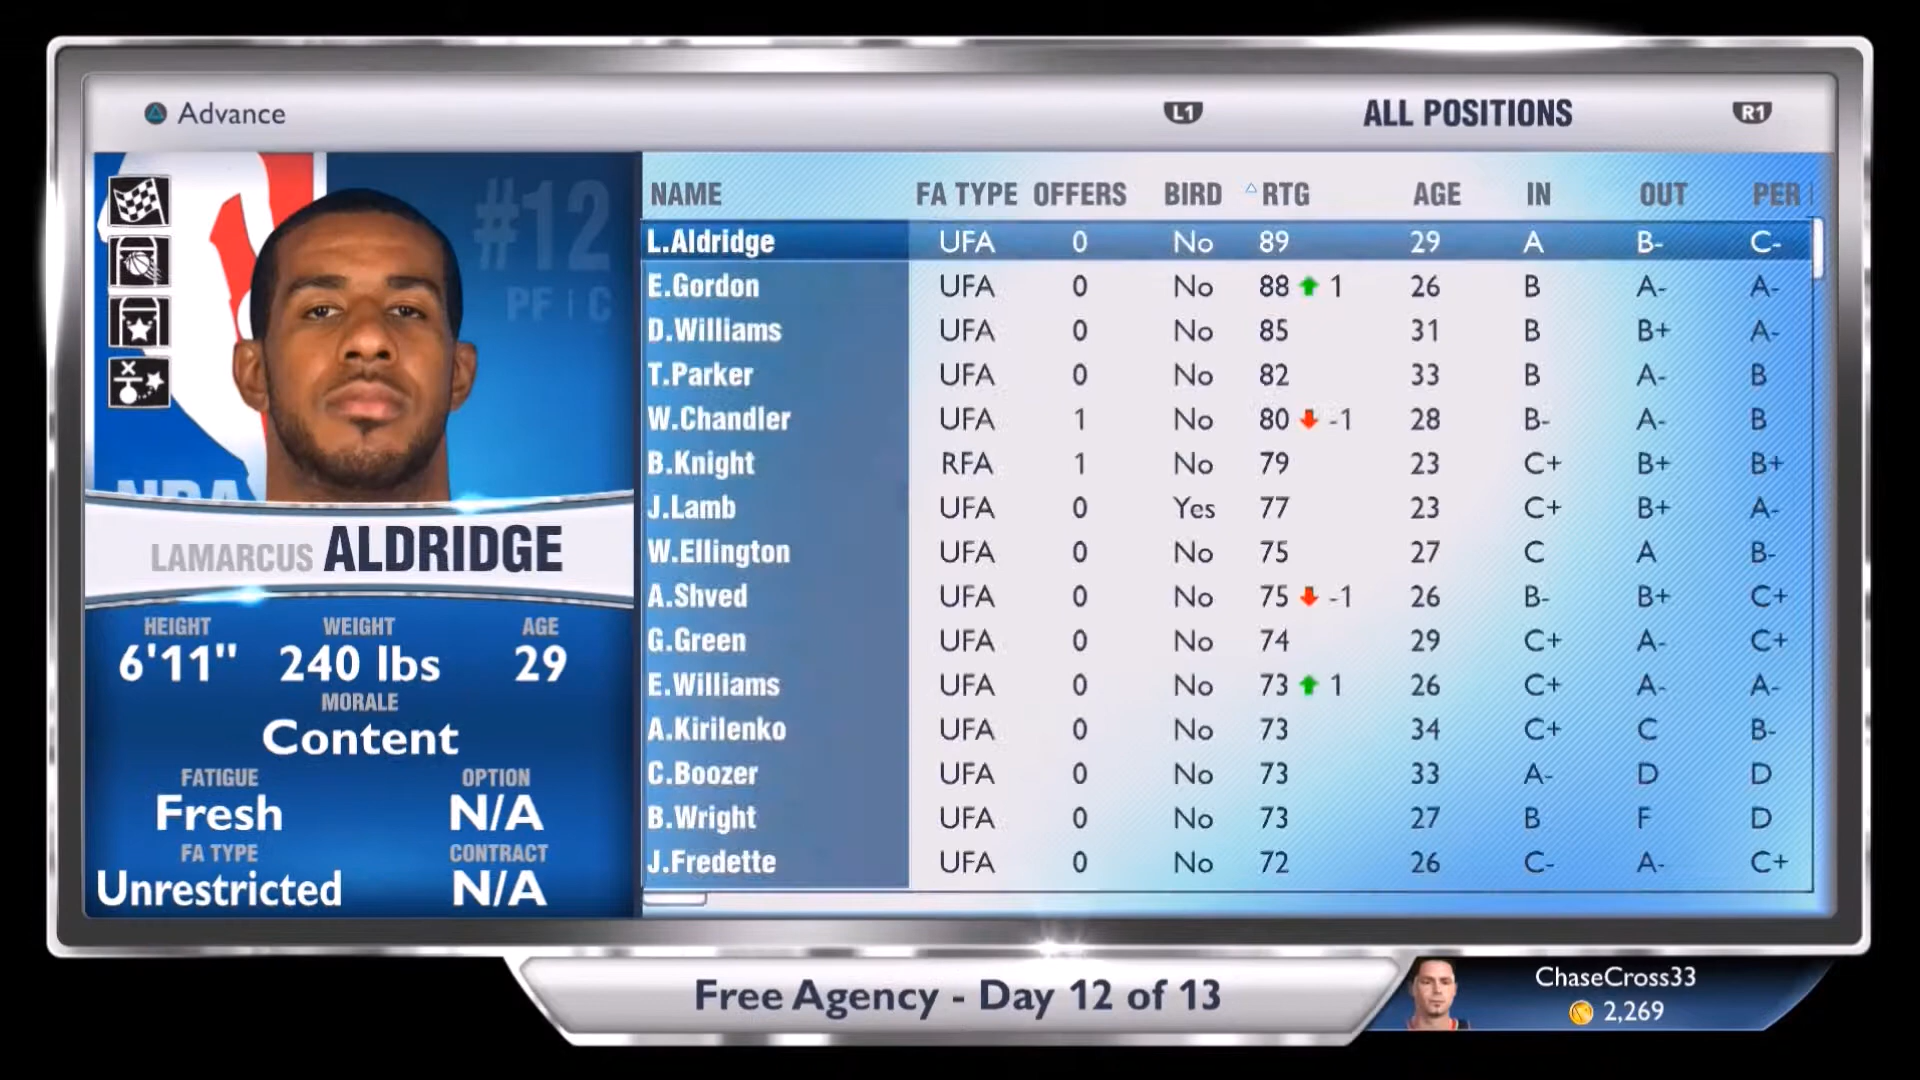 Advance
L1 ALL POSITIONS R1
#12
PF | C
NBA
LAMARCUS ALDRIDGE
HEIGHT WEIGHT AGE
6'11" 240 lbs 29
MORALE
Content
FATIGUE OPTION
Fresh N/A
FA TYPE CONTRACT
Unrestricted N/A
NAME FA TYPE OFFERS BIRD RTG AGE IN OUT PER
L.Aldridge UFA 0 No 89 29 A B- C-
E.Gordon UFA 0 No 88 1 26 B A- A-
D.Williams UFA 0 No 85 31 B B+ A-
T.Parker UFA 0 No 82 33 B A- B
W.Chandler UFA 1 No 80 -1 28 B- A- B
B.Knight RFA 1 No 79 23 C+ B+ B+
J.Lamb UFA 0 Yes 77 23 C+ B+ A-
W.Ellington UFA 0 No 75 27 C A B-
A.Shved UFA 0 No 75 -1 26 B- B+ C+
G.Green UFA 0 No 74 29 C+ A- C+
E.Williams UFA 0 No 73 1 26 C+ A- A-
A.Kirilenko UFA 0 No 73 34 C+ C B-
C.Boozer UFA 0 No 73 33 A- D D
B.Wright UFA 0 No 73 27 B F D
J.Fredette UFA 0 No 72 26 C- A- C+
Free Agency - Day 12 of 13
ChaseCross33
2,269